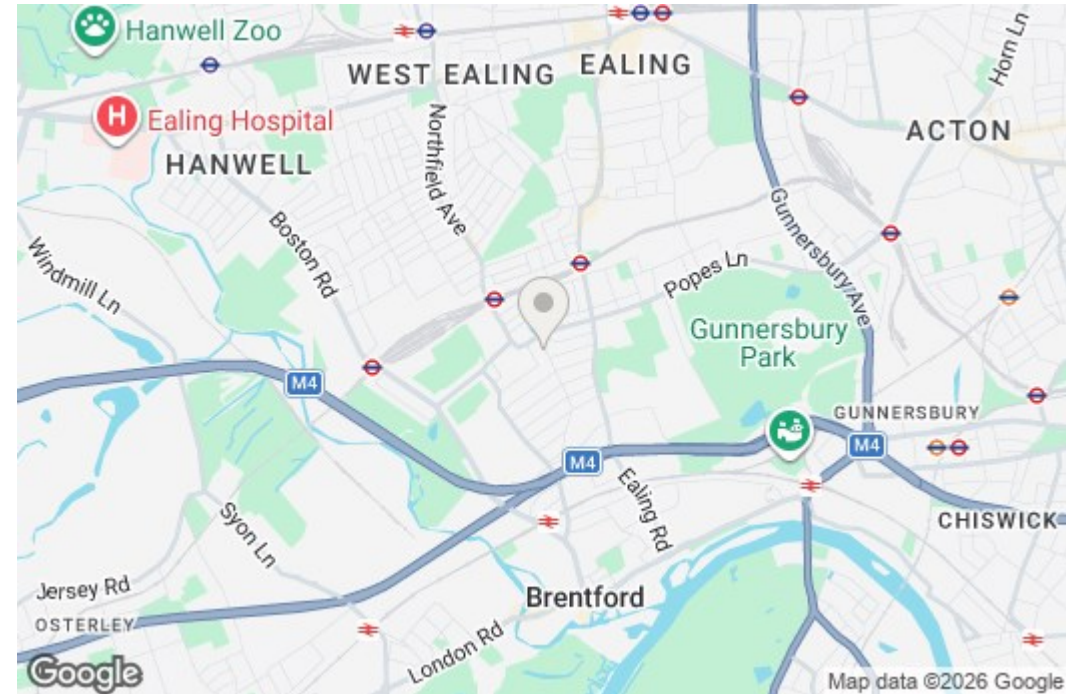 Hanwell Zoo
WEST EALING
EALING
Horn Ln
H
Ealing Hospital
ACTON
HANWELL
Northfield Ave
Gunnersbury Ave
Boston Rd
Windmill Ln
Popes Ln
Gunnersbury
Park
M4
GUNNERSBURY
M4
M4
Ealing Rd
Syon Ln
CHISWICK
Jersey Rd
Brentford
OSTERLEY
London Rd
Google
Map data ©2026 Google